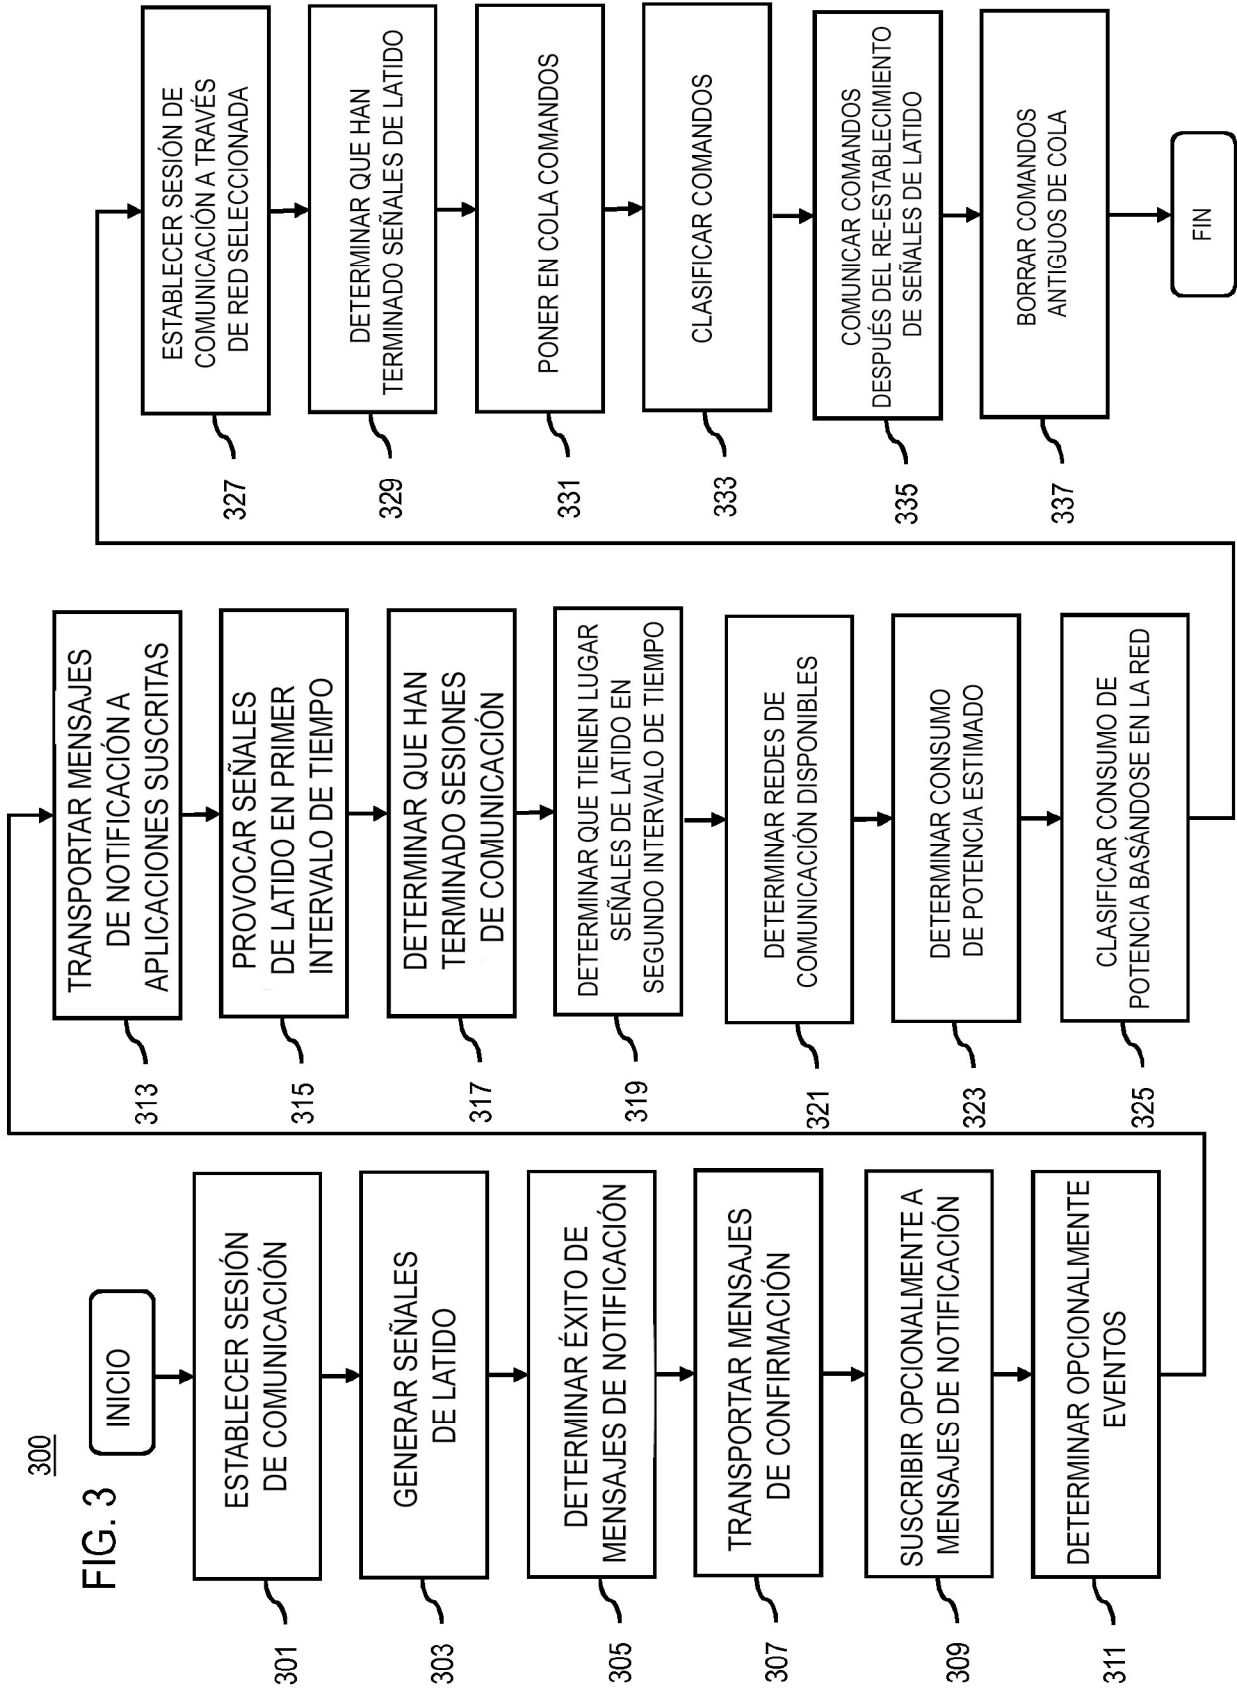 FIG. 3
300
INICIO
ESTABLECER SESIÓN
DE COMUNICACIÓN
301
GENERAR SEÑALES
DE LATIDO
303
DETERMINAR ÉXITO DE
MENSAJES DE NOTIFICACIÓN
305
TRANSPORTAR MENSAJES
DE CONFIRMACIÓN
307
SUSCRIBIR OPCIONALMENTE A
MENSAJES DE NOTIFICACIÓN
309
DETERMINAR OPCIONALMENTE
EVENTOS
311
TRANSPORTAR MENSAJES
DE NOTIFICACIÓN A
APLICACIONES SUSCRITAS
313
PROVOCAR SEÑALES
DE LATIDO EN PRIMER
INTERVALO DE TIEMPO
315
DETERMINAR QUE HAN
TERMINADO SESIONES
DE COMUNICACIÓN
317
DETERMINAR QUE TIENEN LUGAR
SEÑALES DE LATIDO EN
SEGUNDO INTERVALO DE TIEMPO
319
DETERMINAR REDES DE
COMUNICACIÓN DISPONIBLES
321
DETERMINAR CONSUMO
DE POTENCIA ESTIMADO
323
CLASIFICAR CONSUMO DE
POTENCIA BASÁNDOSE EN LA RED
325
ESTABLECER SESIÓN DE
COMUNICACIÓN A TRAVÉS
DE RED SELECCIONADA
327
DETERMINAR QUE HAN
TERMINADO SEÑALES DE LATIDO
329
PONER EN COLA COMANDOS
331
CLASIFICAR COMANDOS
333
COMUNICAR COMANDOS
DESPUÉS DEL RE-ESTABLECIMIENTO
DE SEÑALES DE LATIDO
335
BORRAR COMANDOS
ANTIGUOS DE COLA
337
FIN